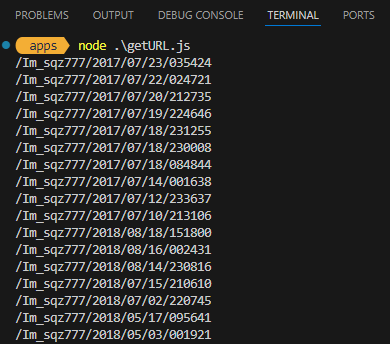 PROBLEMS OUTPUT DEBUG CONSOLE TERMINAL PORTS
apps node .\getURL.js
/Im_sqz777/2017/07/23/035424
/Im_sqz777/2017/07/22/024721
/Im_sqz777/2017/07/20/212735
/Im_sqz777/2017/07/19/224646
/Im_sqz777/2017/07/18/231255
/Im_sqz777/2017/07/18/230008
/Im_sqz777/2017/07/18/084844
/Im_sqz777/2017/07/14/001638
/Im_sqz777/2017/07/12/233637
/Im_sqz777/2017/07/10/213106
/Im_sqz777/2018/08/18/151800
/Im_sqz777/2018/08/16/002431
/Im_sqz777/2018/08/14/230816
/Im_sqz777/2018/07/15/210610
/Im_sqz777/2018/07/02/220745
/Im_sqz777/2018/05/17/095641
/Im_sqz777/2018/05/03/001921